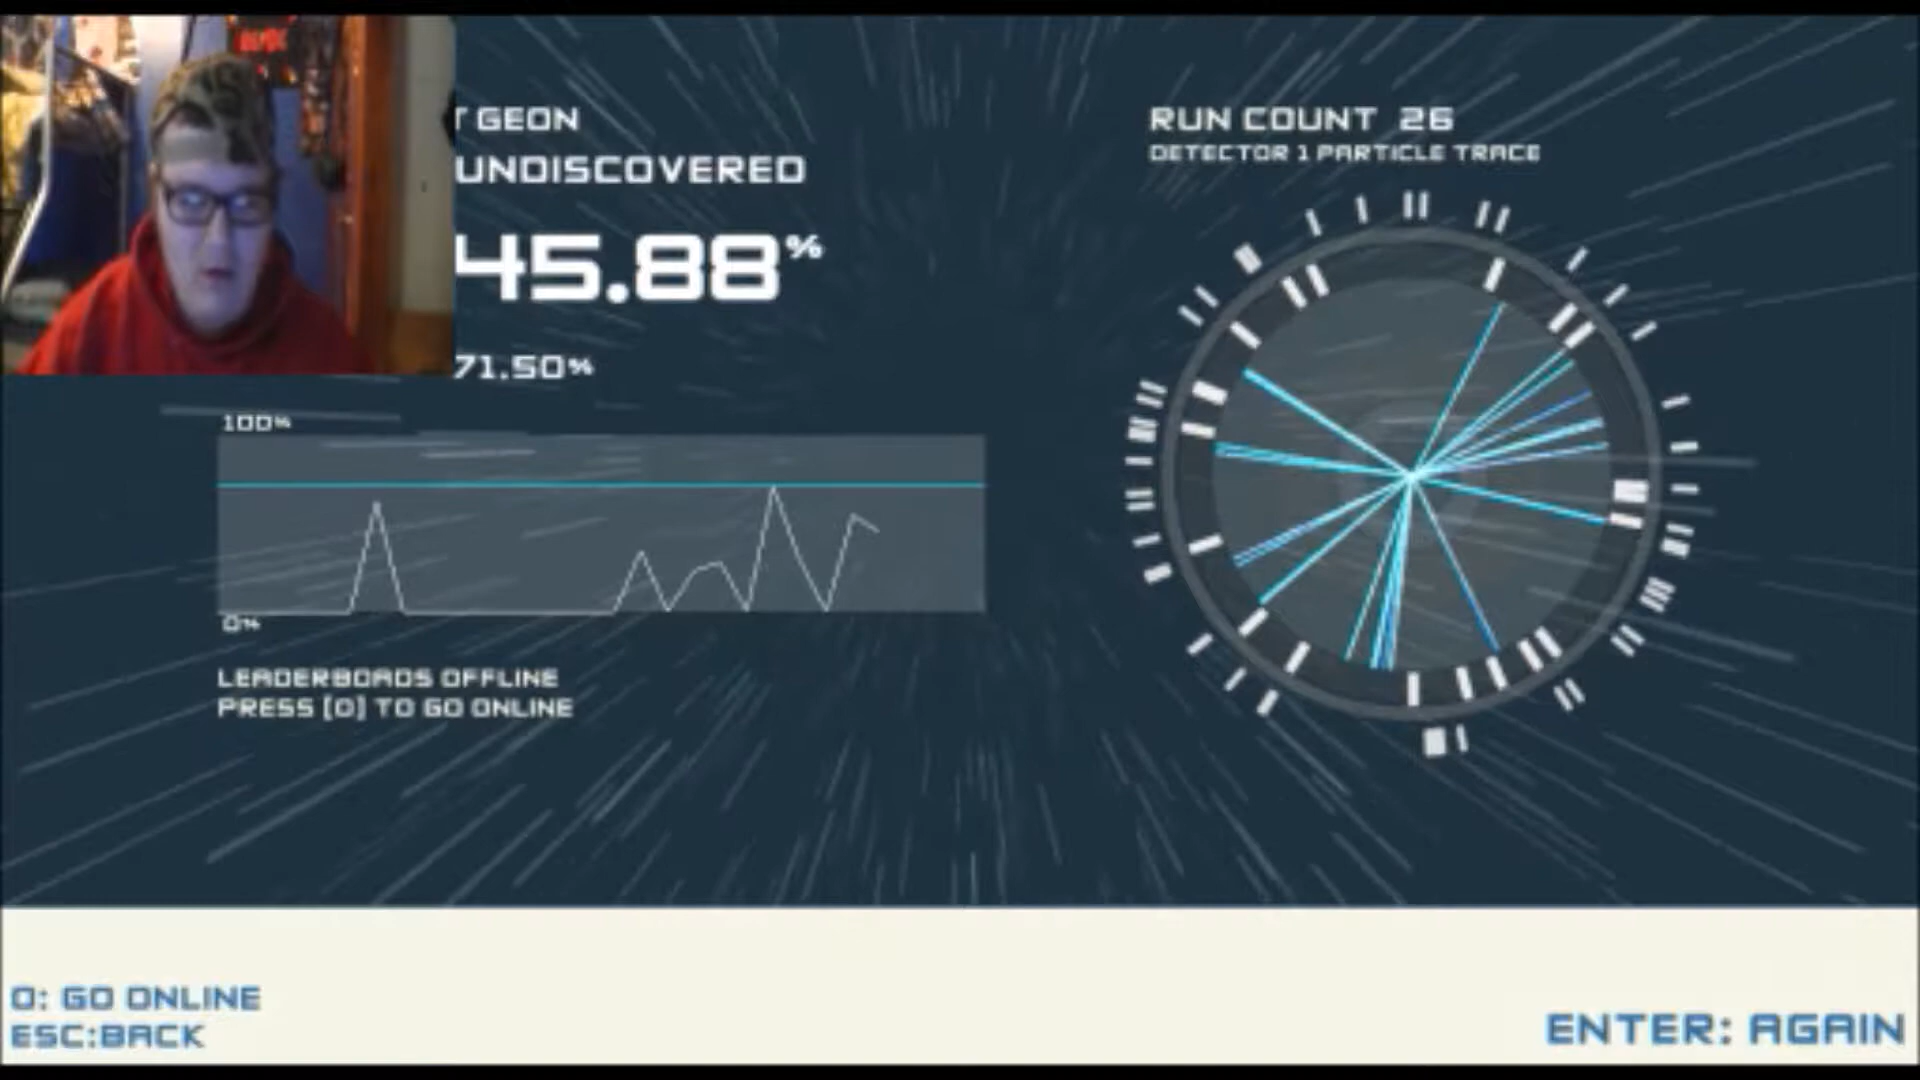 T GEON
UNDISCOVERED
45.88%
71.50%
100%
0%
LEADERBOARDS OFFLINE
PRESS [O] TO GO ONLINE
RUN COUNT 26
DETECTOR 1 PARTICLE TRACE
O: GO ONLINE
ESC:BACK
ENTER: AGAIN